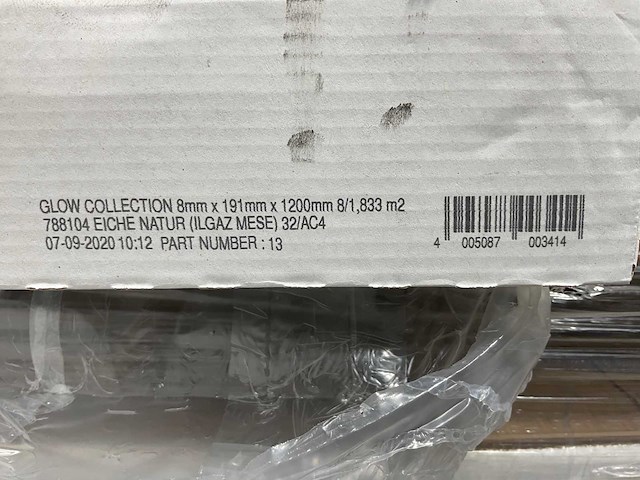 GLOW COLLECTION 8mm x 191mm x 1200mm 8/1,833 m2
788104 EICHE NATUR (ILGAZ MESE) 32/AC4
07-09-2020 10:12 PART NUMBER : 13
4 005087 003414